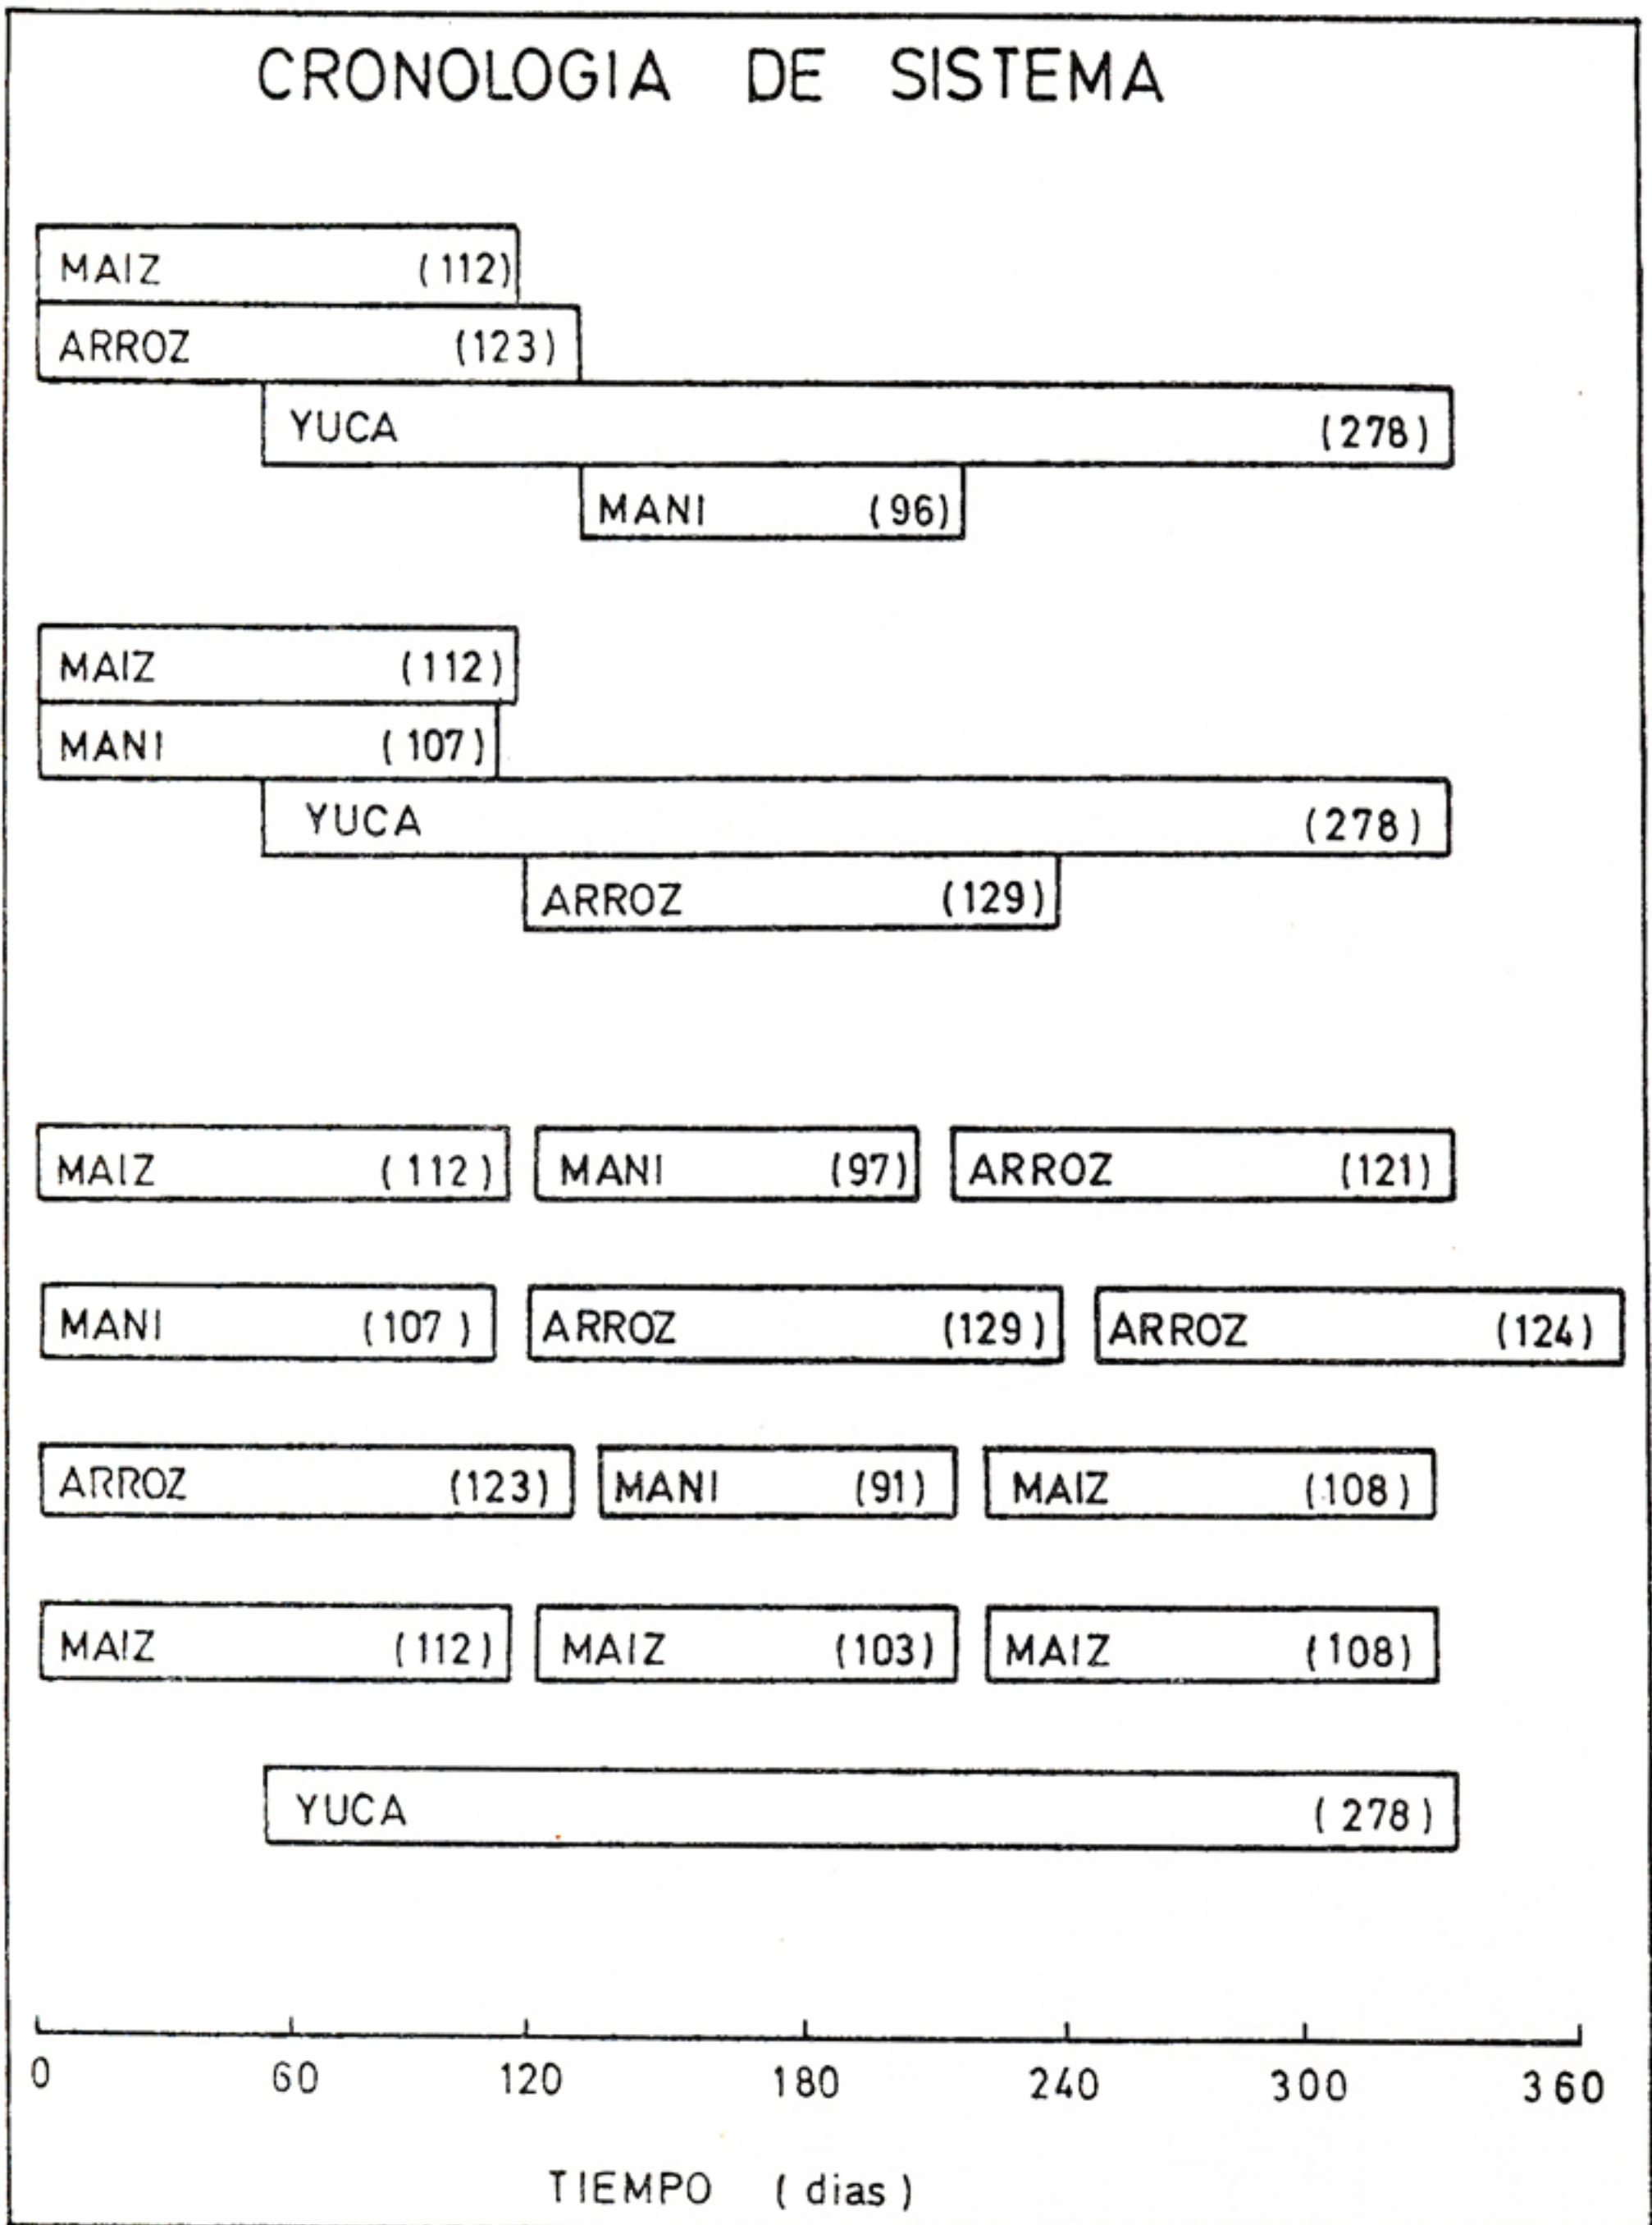 CRONOLOGIA DE SISTEMA
MAIZ (112)
ARROZ (123)
YUCA (278)
MANI (96)
MAIZ (112)
MANI (107)
YUCA (278)
ARROZ (129)
MAIZ (112) MANI (97) ARROZ (121)
MANI (107) ARROZ (129) ARROZ (124)
ARROZ (123) MANI (91) MAIZ (108)
MAIZ (112) MAIZ (103) MAIZ (108)
YUCA (278)
0 60 120 180 240 300 360
TIEMPO (dias)